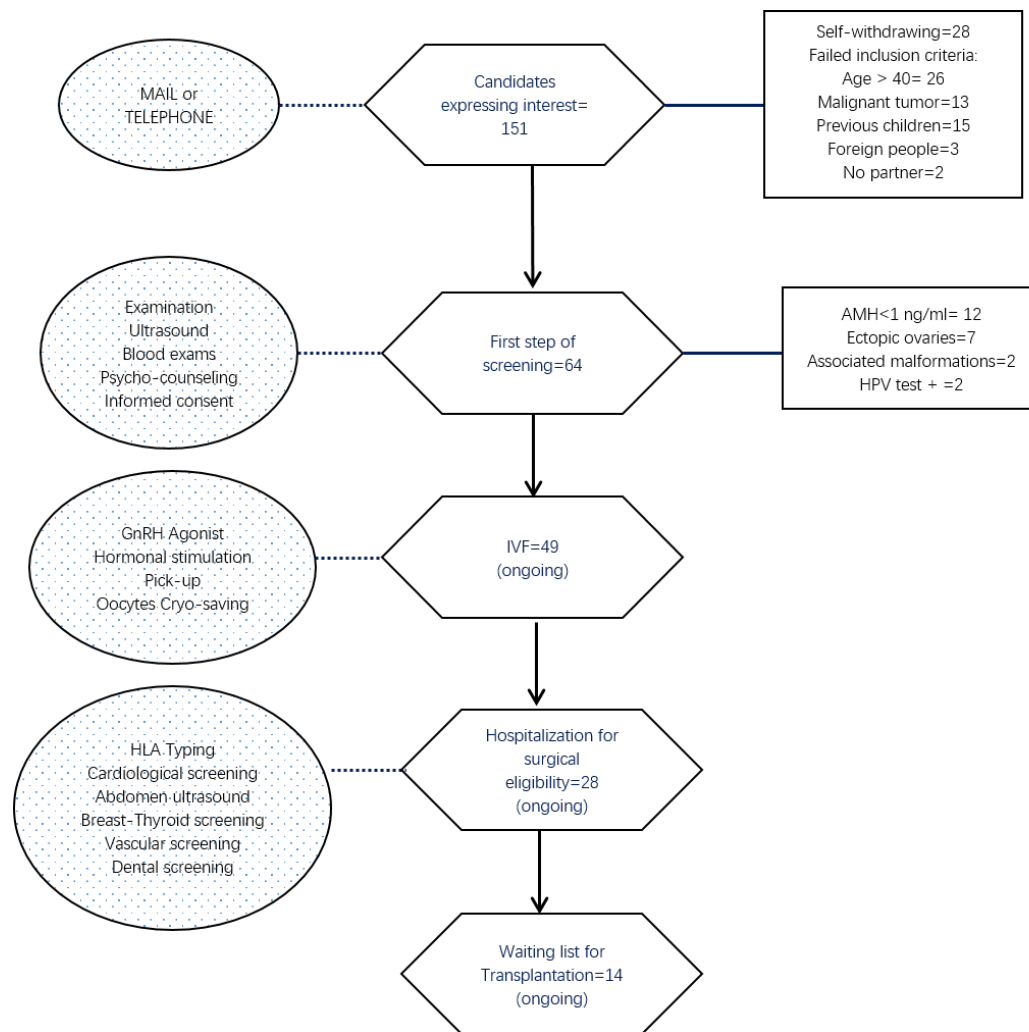 MAIL or
TELEPHONE
Candidates
expressing interest=
151
Self-withdrawing=28
Failed inclusion criteria:
Age > 40= 26
Malignant tumor=13
Previous children=15
Foreign people=3
No partner=2
Examination
Ultrasound
Blood exams
Psycho-counseling
Informed consent
First step of
screening=64
AMH<1 ng/ml= 12
Ectopic ovaries=7
Associated malformations=2
HPV test + =2
GnRH Agonist
Hormonal stimulation
Pick-up
Oocytes Cryo-saving
IVF=49
(ongoing)
HLA Typing
Cardiological screening
Abdomen ultrasound
Breast-Thyroid screening
Vascular screening
Dental screening
Hospitalization for
surgical
eligibility=28
(ongoing)
Waiting list for
Transplantation=14
(ongoing)